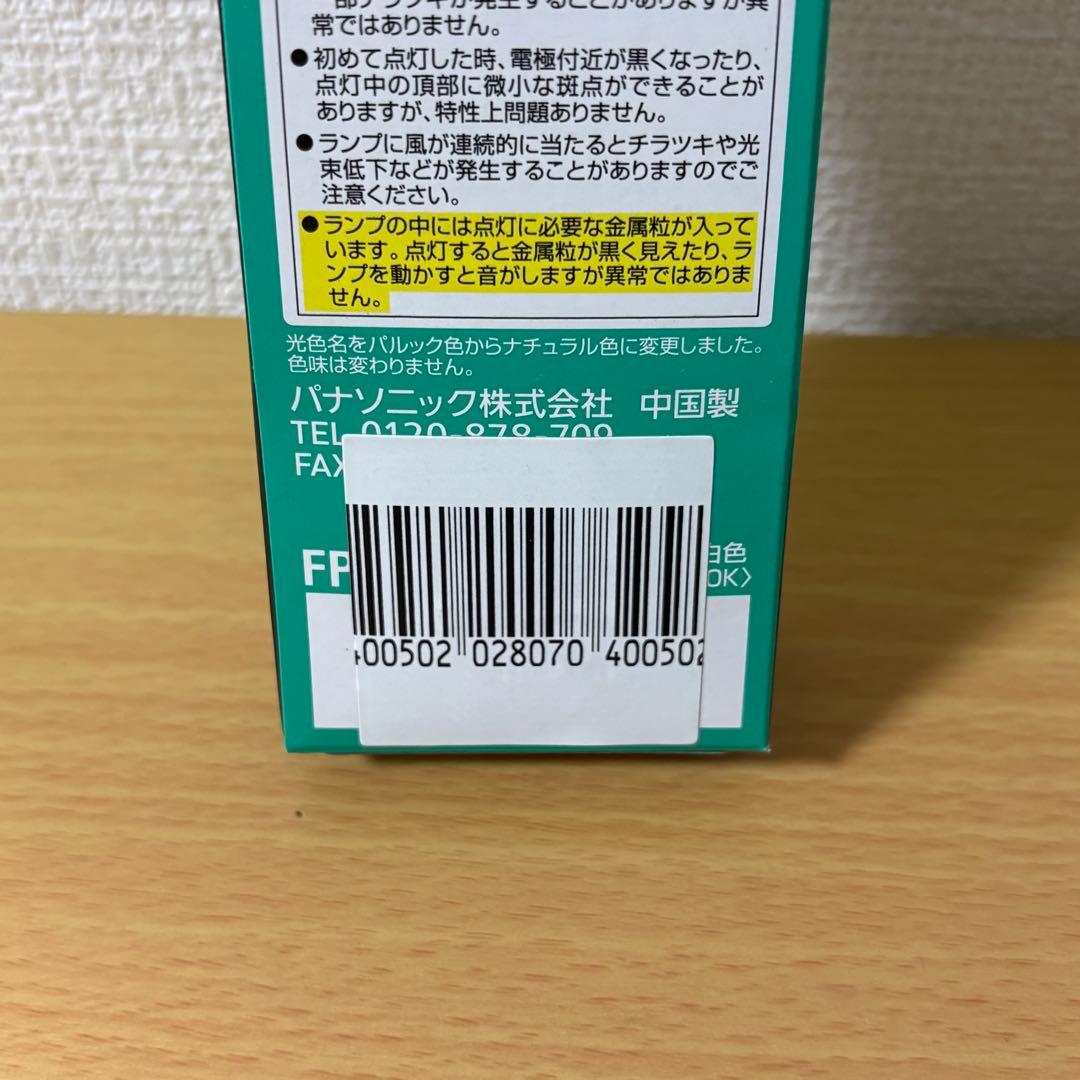 常ではありません。
●初めて点灯した時、電極付近が黒くなったり、
点灯中の頂部に微小な斑点ができることが
ありますが、特性上問題ありません。
●ランプに風が連続的に当たるとチラツキや光
束低下などが発生することがありますのでご
注意ください。
●ランプの中には点灯に必要な金属粒が入って
います。点灯すると金属粒が黒く見えたり、ラ
ンプを動かすと音がしますが異常ではありま
せん。
光色名をパルック色からナチュラル色に変更しました。
色味は変わりません。
パナソニック株式会社 中国製
TEL 0120-878-709
FAX
FP 白色
0K〉
400502 028070 400502